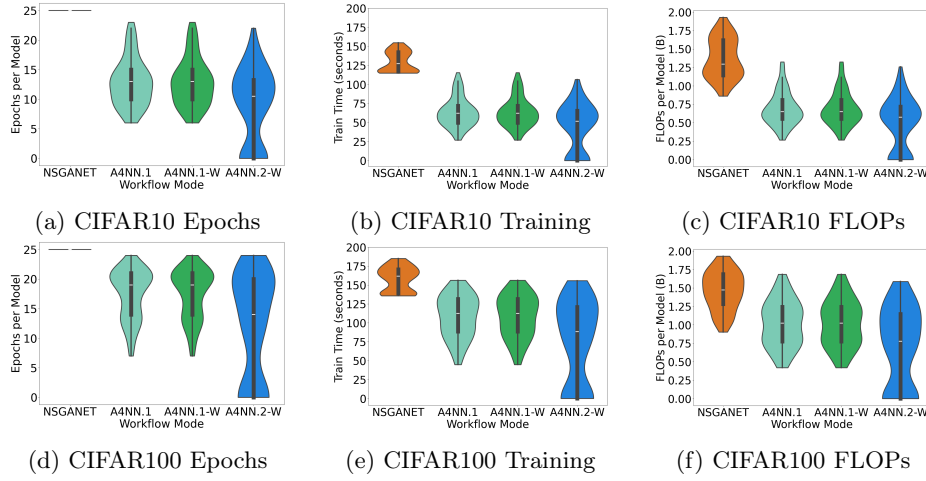 25
20
15
10
5
0
Epochs per Model
NSGANET A4NN.1 A4NN.1-W A4NN.2-W
Workflow Mode
(a) CIFAR10 Epochs
200
175
150
125
100
75
50
25
0
Train Time (seconds)
NSGANET A4NN.1 A4NN.1-W A4NN.2-W
Workflow Mode
(b) CIFAR10 Training
2.00
1.75
1.50
1.25
1.00
0.75
0.50
0.25
0.00
FLOPs per Model (B)
NSGANET A4NN.1 A4NN.1-W A4NN.2-W
Workflow Mode
(c) CIFAR10 FLOPs
25
20
15
10
5
0
Epochs per Model
NSGANET A4NN.1 A4NN.1-W A4NN.2-W
Workflow Mode
(d) CIFAR100 Epochs
200
175
150
125
100
75
50
25
0
Train Time (seconds)
NSGANET A4NN.1 A4NN.1-W A4NN.2-W
Workflow Mode
(e) CIFAR100 Training
2.00
1.75
1.50
1.25
1.00
0.75
0.50
0.25
0.00
FLOPs per Model (B)
NSGANET A4NN.1 A4NN.1-W A4NN.2-W
Workflow Mode
(f) CIFAR100 FLOPs